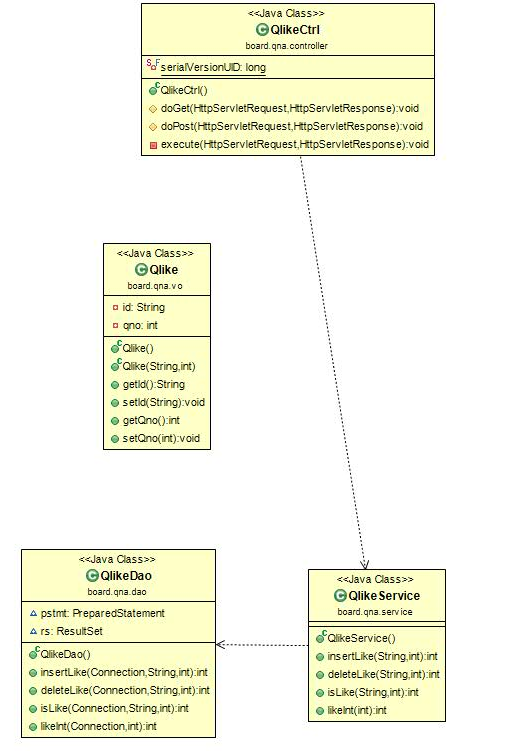 <<Java Class>>
QlikeCtrl
board.qna.controller
serialVersionUID: long
QlikeCtrl()
doGet(HttpServletRequest,HttpServletResponse):void
doPost(HttpServletRequest,HttpServletResponse):void
execute(HttpServletRequest,HttpServletResponse):void
<<Java Class>>
Qlike
board.qna.vo
id: String
qno: int
Qlike()
Qlike(String,int)
getId():String
setId(String):void
getQno():int
setQno(int):void
<<Java Class>>
QlikeDao
board.qna.dao
pstmt: PreparedStatement
rs: ResultSet
QlikeDao()
insertLike(Connection,String,int):int
deleteLike(Connection,String,int):int
isLike(Connection,String,int):int
likeInt(Connection,int):int
<<Java Class>>
QlikeService
board.qna.service
QlikeService()
insertLike(String,int):int
deleteLike(String,int):int
isLike(String,int):int
likeInt(int):int